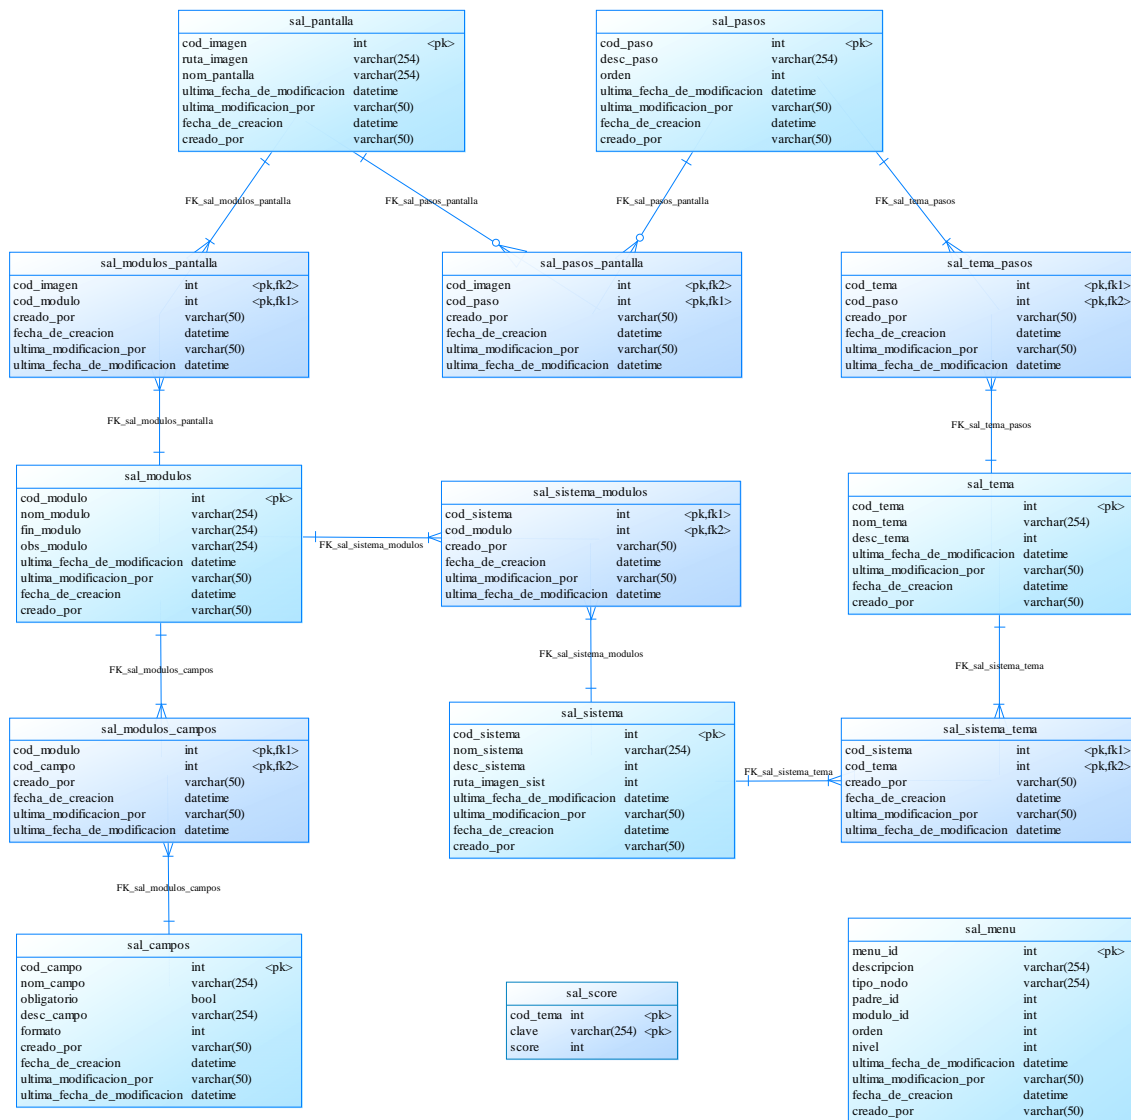 sal_pantalla
cod_imagen int <pk>
ruta_imagen varchar(254)
nom_pantalla varchar(254)
ultima_fecha_de_modificacion datetime
ultima_modificacion_por varchar(50)
fecha_de_creacion datetime
creado_por varchar(50)
sal_pasos
cod_paso int <pk>
desc_paso varchar(254)
orden int
ultima_fecha_de_modificacion datetime
ultima_modificacion_por varchar(50)
fecha_de_creacion datetime
creado_por varchar(50)
FK_sal_modulos_pantalla
FK_sal_pasos_pantalla
FK_sal_pasos_pantalla
FK_sal_tema_pasos
sal_modulos_pantalla
cod_imagen int <pk,fk2>
cod_modulo int <pk,fk1>
creado_por varchar(50)
fecha_de_creacion datetime
ultima_modificacion_por varchar(50)
ultima_fecha_de_modificacion datetime
sal_pasos_pantalla
cod_imagen int <pk,fk2>
cod_paso int <pk,fk1>
creado_por varchar(50)
fecha_de_creacion datetime
ultima_modificacion_por varchar(50)
ultima_fecha_de_modificacion datetime
sal_tema_pasos
cod_tema int <pk,fk1>
cod_paso int <pk,fk2>
creado_por varchar(50)
fecha_de_creacion datetime
ultima_modificacion_por varchar(50)
ultima_fecha_de_modificacion datetime
FK_sal_modulos_pantalla
FK_sal_tema_pasos
sal_modulos
cod_modulo int <pk>
nom_modulo varchar(254)
fin_modulo varchar(254)
obs_modulo varchar(254)
ultima_fecha_de_modificacion datetime
ultima_modificacion_por varchar(50)
fecha_de_creacion datetime
creado_por varchar(50)
FK_sal_sistema_modulos
sal_sistema_modulos
cod_sistema int <pk,fk1>
cod_modulo int <pk,fk2>
creado_por varchar(50)
fecha_de_creacion datetime
ultima_modificacion_por varchar(50)
ultima_fecha_de_modificacion datetime
sal_tema
cod_tema int <pk>
nom_tema varchar(254)
desc_tema int
ultima_fecha_de_modificacion datetime
ultima_modificacion_por varchar(50)
fecha_de_creacion datetime
creado_por varchar(50)
FK_sal_modulos_campos
FK_sal_sistema_modulos
FK_sal_sistema_tema
sal_modulos_campos
cod_modulo int <pk,fk1>
cod_campo int <pk,fk2>
creado_por varchar(50)
fecha_de_creacion datetime
ultima_modificacion_por varchar(50)
ultima_fecha_de_modificacion datetime
sal_sistema
cod_sistema int <pk>
nom_sistema varchar(254)
desc_sistema int
ruta_imagen_sist int
ultima_fecha_de_modificacion datetime
ultima_modificacion_por varchar(50)
fecha_de_creacion datetime
creado_por varchar(50)
FK_sal_sistema_tema
sal_sistema_tema
cod_sistema int <pk,fk1>
cod_tema int <pk,fk2>
creado_por varchar(50)
fecha_de_creacion datetime
ultima_modificacion_por varchar(50)
ultima_fecha_de_modificacion datetime
FK_sal_modulos_campos
sal_campos
cod_campo int <pk>
nom_campo varchar(254)
obligatorio bool
desc_campo varchar(254)
formato int
creado_por varchar(50)
fecha_de_creacion datetime
ultima_modificacion_por varchar(50)
ultima_fecha_de_modificacion datetime
sal_score
cod_tema int <pk>
clave varchar(254) <pk>
score int
sal_menu
menu_id int <pk>
descripcion varchar(254)
tipo_nodo varchar(254)
padre_id int
modulo_id int
orden int
nivel int
ultima_fecha_de_modificacion datetime
ultima_modificacion_por varchar(50)
fecha_de_creacion datetime
creado_por varchar(50)